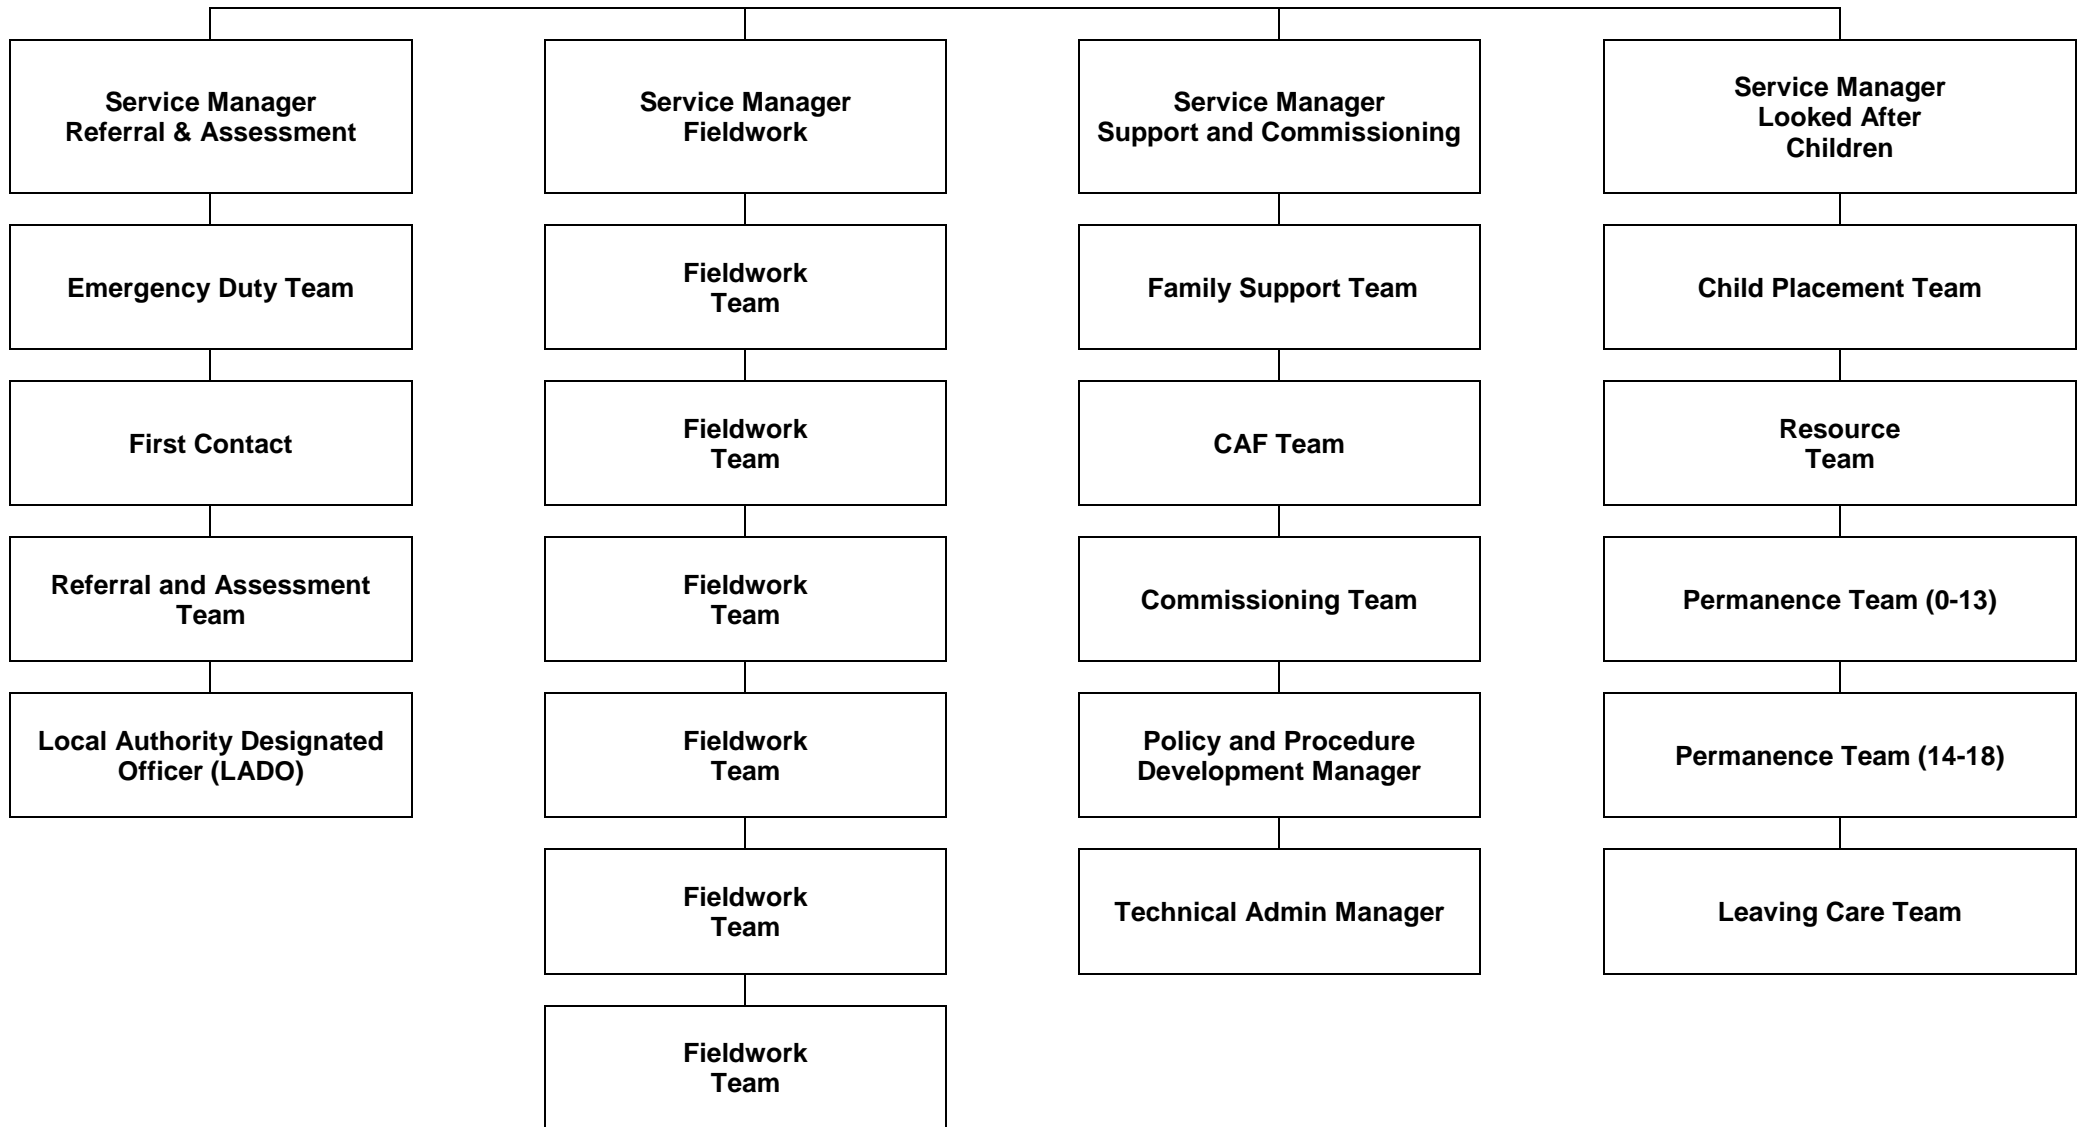 Service Manager
Referral & Assessment
Emergency Duty Team
First Contact
Referral and Assessment
Team
Local Authority Designated
Officer (LADO)
Service Manager
Fieldwork
Fieldwork
Team
Fieldwork
Team
Fieldwork
Team
Fieldwork
Team
Fieldwork
Team
Fieldwork
Team
Service Manager
Support and Commissioning
Family Support Team
CAF Team
Commissioning Team
Policy and Procedure
Development Manager
Technical Admin Manager
Service Manager
Looked After
Children
Child Placement Team
Resource
Team
Permanence Team (0-13)
Permanence Team (14-18)
Leaving Care Team